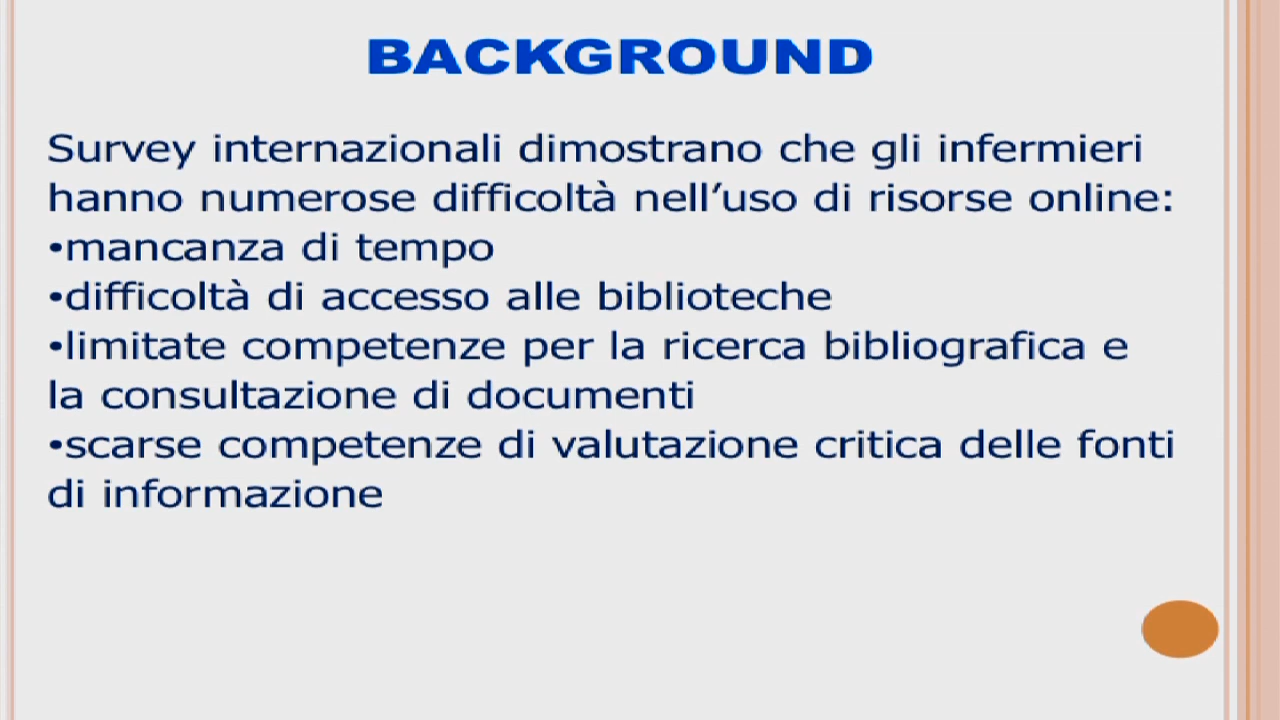 BACKGROUND
Survey internazionali dimostrano che gli infermieri
hanno numerose difficoltà nell’uso di risorse online:
•mancanza di tempo
•difficoltà di accesso alle biblioteche
•limitate competenze per la ricerca bibliografica e
la consultazione di documenti
•scarse competenze di valutazione critica delle fonti
di informazione